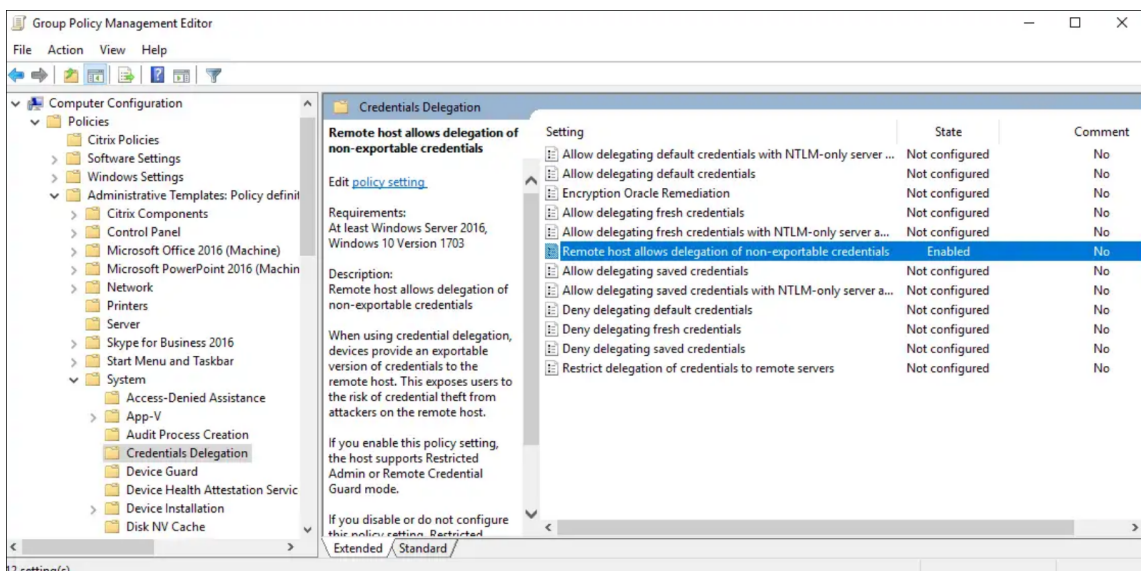 Group Policy Management Editor
File Action View Help
Computer Configuration
Policies
Citrix Policies
Software Settings
Windows Settings
Administrative Templates: Policy definit
Citrix Components
Control Panel
Microsoft Office 2016 (Machine)
Microsoft PowerPoint 2016 (Machin
Network
Printers
Server
Skype for Business 2016
Start Menu and Taskbar
System
Access-Denied Assistance
App-V
Audit Process Creation
Credentials Delegation
Device Guard
Device Health Attestation Servic
Device Installation
Disk NV Cache
Credentials Delegation
Remote host allows delegation of
non-exportable credentials
Edit policy setting
Requirements:
At least Windows Server 2016,
Windows 10 Version 1703
Description:
Remote host allows delegation of
non-exportable credentials
When using credential delegation,
devices provide an exportable
version of credentials to the
remote host. This exposes users to
the risk of credential theft from
attackers on the remote host.
If you enable this policy setting,
the host supports Restricted
Admin or Remote Credential
Guard mode.
If you disable or do not configure
this policy setting, Restricted
Setting State Comment
Allow delegating default credentials with NTLM-only server ... Not configured No
Allow delegating default credentials Not configured No
Encryption Oracle Remediation Not configured No
Allow delegating fresh credentials Not configured No
Allow delegating fresh credentials with NTLM-only server a... Not configured No
Remote host allows delegation of non-exportable credentials Enabled No
Allow delegating saved credentials Not configured No
Allow delegating saved credentials with NTLM-only server a... Not configured No
Deny delegating default credentials Not configured No
Deny delegating fresh credentials Not configured No
Deny delegating saved credentials Not configured No
Restrict delegation of credentials to remote servers Not configured No
Extended Standard
12 setting(s)